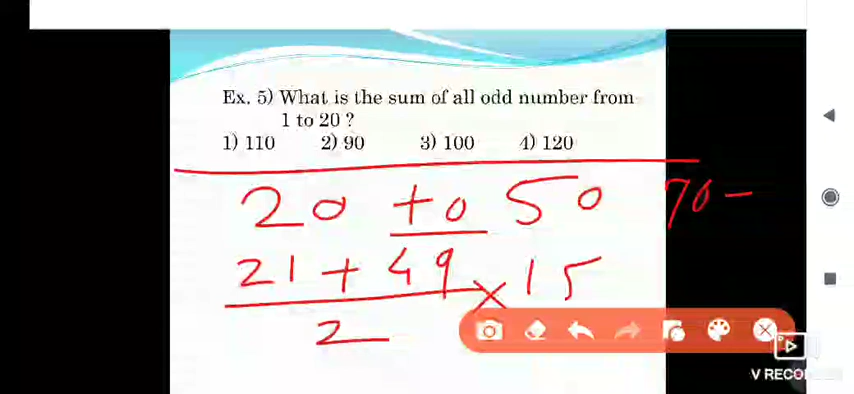 Ex. 5) What is the sum of all odd number from
1 to 20 ?
1) 110 2) 90 3) 100 4) 120
20 to 50 70 -
21 + 49 × 15
2
V RECO